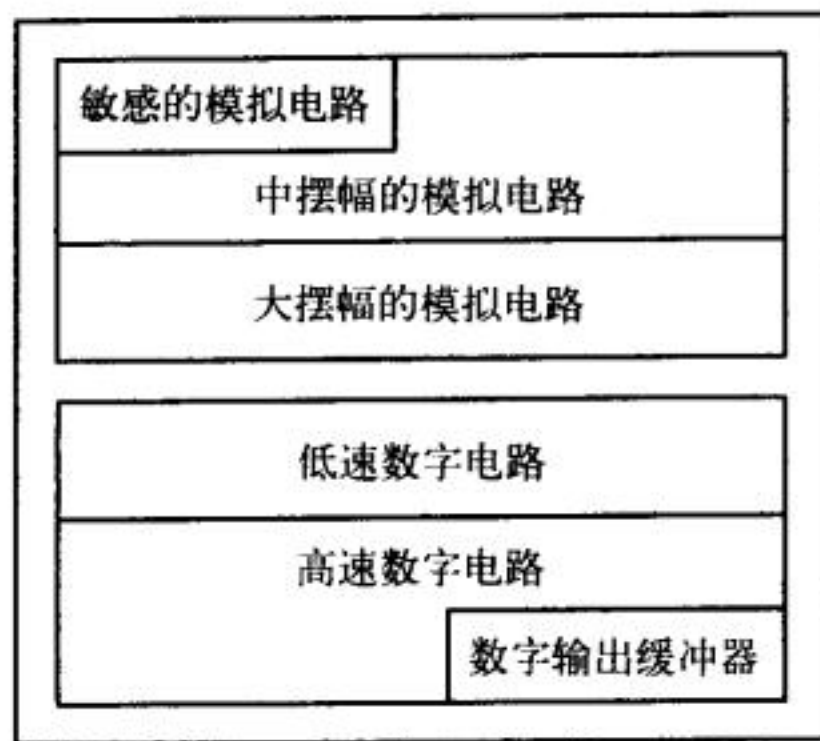 敏感的模拟电路
中摆幅的模拟电路
大摆幅的模拟电路
低速数字电路
高速数字电路
数字输出缓冲器